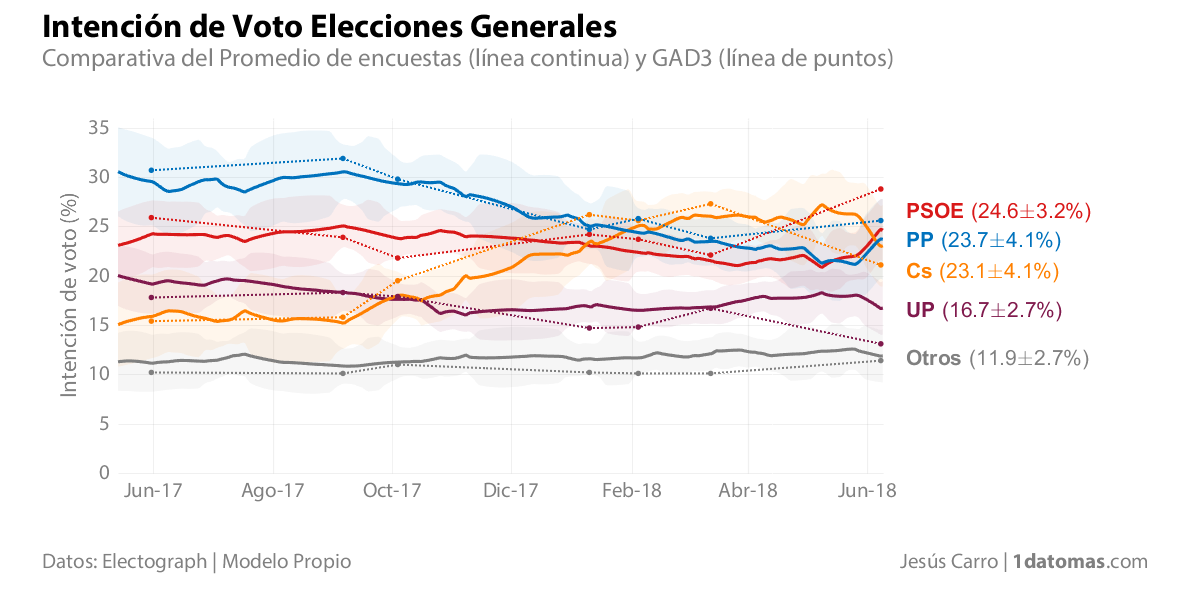 Intención de Voto Elecciones Generales
Comparativa del Promedio de encuestas (línea continua) y GAD3 (línea de puntos)
Intención de voto (%)
35
30
25
20
15
10
5
0
Jun-17 Ago-17 Oct-17 Dic-17 Feb-18 Abr-18 Jun-18
PSOE (24.6±3.2%)
PP (23.7±4.1%)
Cs (23.1±4.1%)
UP (16.7±2.7%)
Otros (11.9±2.7%)
Datos: Electograph | Modelo Propio
Jesús Carro | 1datomas.com